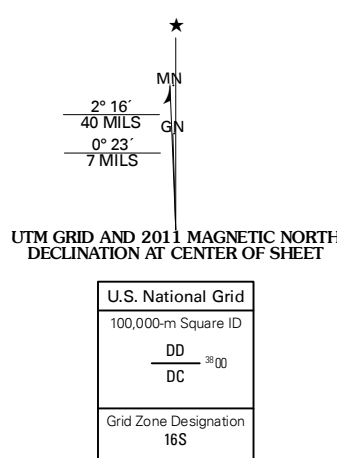 ★
MN
2° 16´
40 MILS
GN
0° 23´
7 MILS
UTM GRID AND 2011 MAGNETIC NORTH
DECLINATION AT CENTER OF SHEET
U.S. National Grid
100,000-m Square ID
DD
3800
DC
Grid Zone Designation
16S